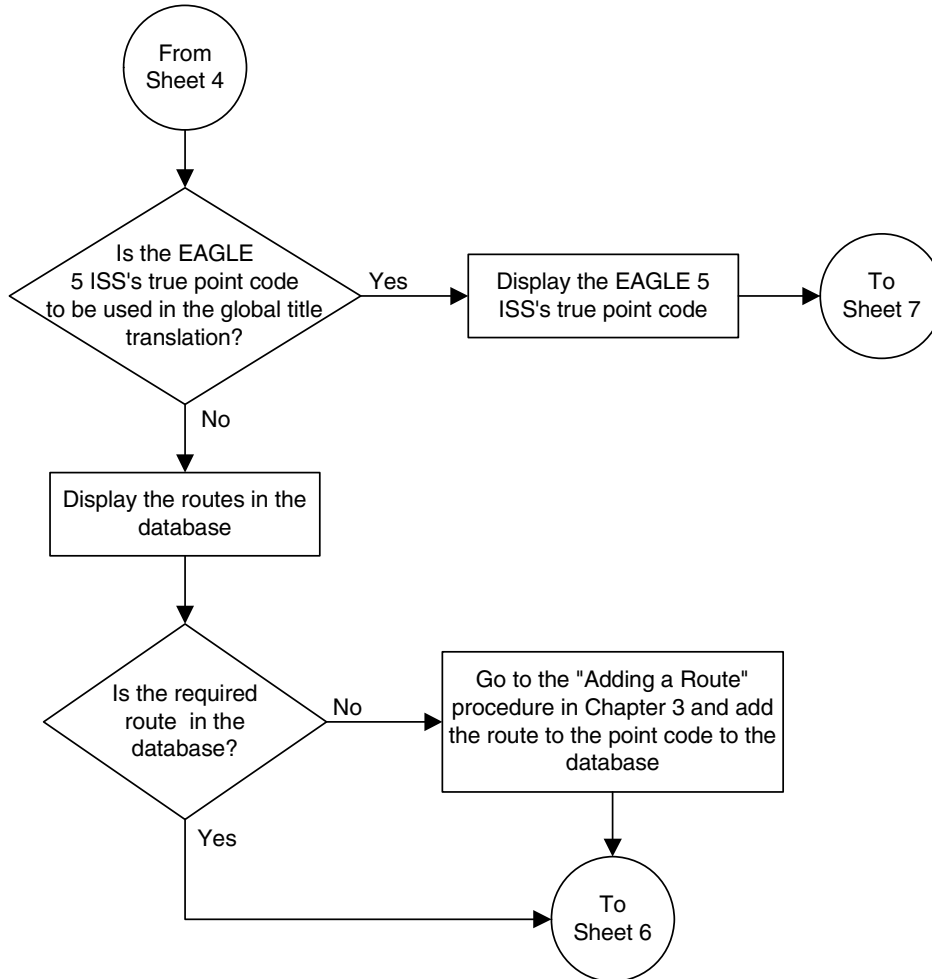 From
Sheet 4
Is the EAGLE
5 ISS's true point code
to be used in the global title
translation?
Yes
Display the EAGLE 5
ISS's true point code
To
Sheet 7
No
Display the routes in the
database
Is the required
route in the
database?
No
Go to the "Adding a Route"
procedure in Chapter 3 and add
the route to the point code to the
database
Yes
To
Sheet 6